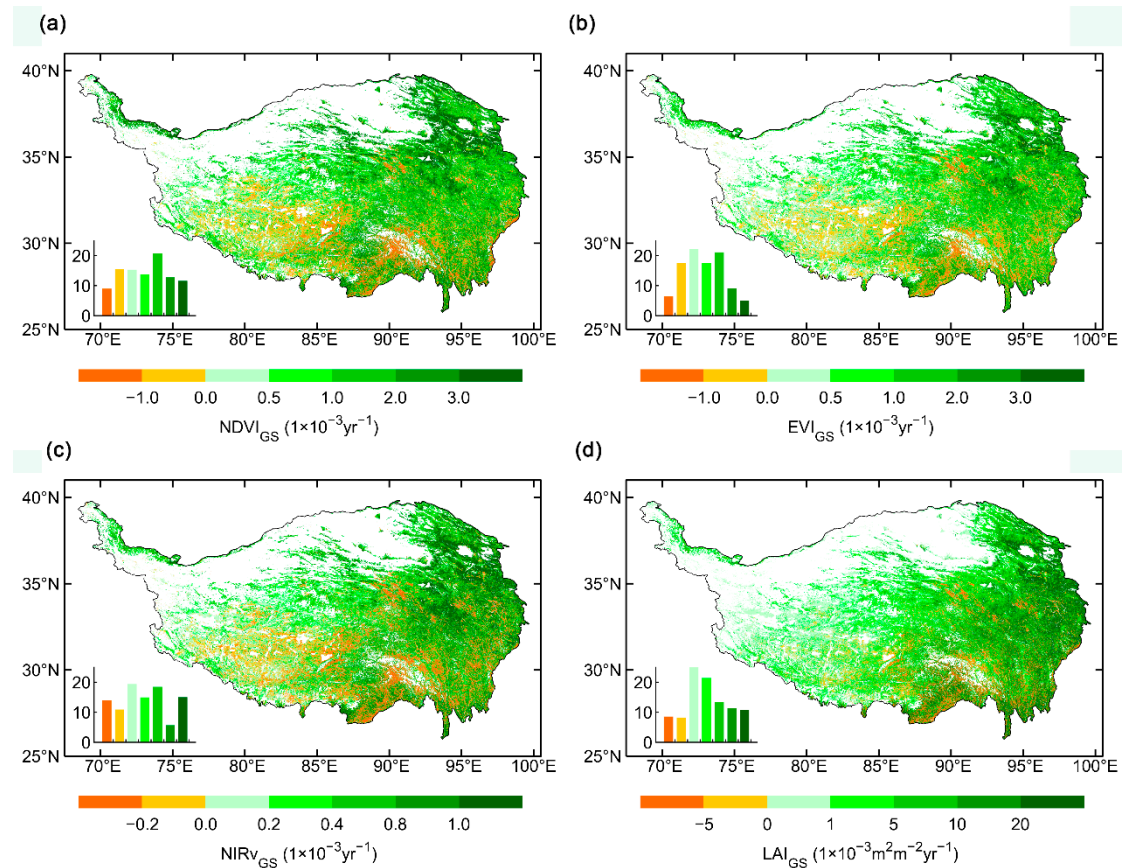 (a)
(b)
40°N
35°N
30°N
25°N
20
10
0
70°E 75°E 80°E 85°E 90°E 95°E 100°E
40°N
35°N
30°N
25°N
20
10
0
70°E 75°E 80°E 85°E 90°E 95°E 100°E
−1.0 0.0 0.5 1.0 2.0 3.0
NDVI_GS (1×10⁻³yr⁻¹)
−1.0 0.0 0.5 1.0 2.0 3.0
EVI_GS (1×10⁻³yr⁻¹)
(c)
(d)
40°N
35°N
30°N
25°N
20
10
0
70°E 75°E 80°E 85°E 90°E 95°E 100°E
40°N
35°N
30°N
25°N
20
10
0
70°E 75°E 80°E 85°E 90°E 95°E 100°E
−0.2 0.0 0.2 0.4 0.8 1.0
NIRv_GS (1×10⁻³yr⁻¹)
−5 0 1 5 10 20
LAI_GS (1×10⁻³m²m⁻²yr⁻¹)